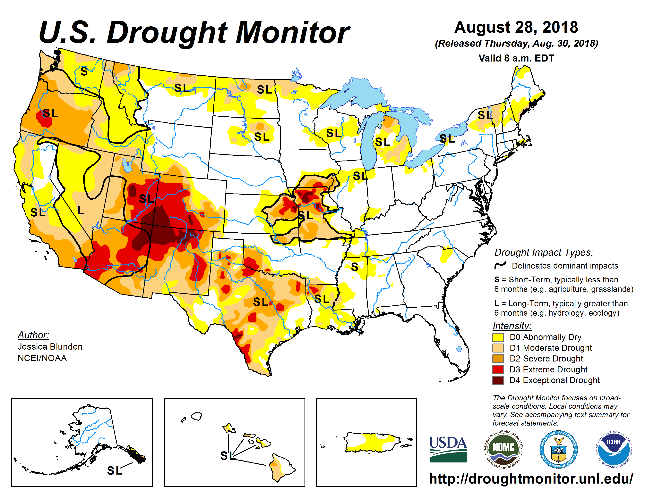 U.S. Drought Monitor
August 28, 2018
(Released Thursday, Aug. 30, 2018)
Valid 8 a.m. EDT
S
SL
SL
SL
SL
SL
SL
SL
SL
SL
SL
SL
L
SL
S
SL
SL
Drought Impact Types:
Delineates dominant impacts
S = Short-Term, typically less than
6 months (e.g. agriculture, grasslands)
L = Long-Term, typically greater than
6 months (e.g. hydrology, ecology)
Intensity:
D0 Abnormally Dry
D1 Moderate Drought
D2 Severe Drought
D3 Extreme Drought
D4 Exceptional Drought
Author:
Jessica Blunden
NCEI/NOAA
The Drought Monitor focuses on broad-
scale conditions. Local conditions may
vary. See accompanying text summary for
forecast statements.
SL
SL
USDA
NDMC
NOAA
http://droughtmonitor.unl.edu/